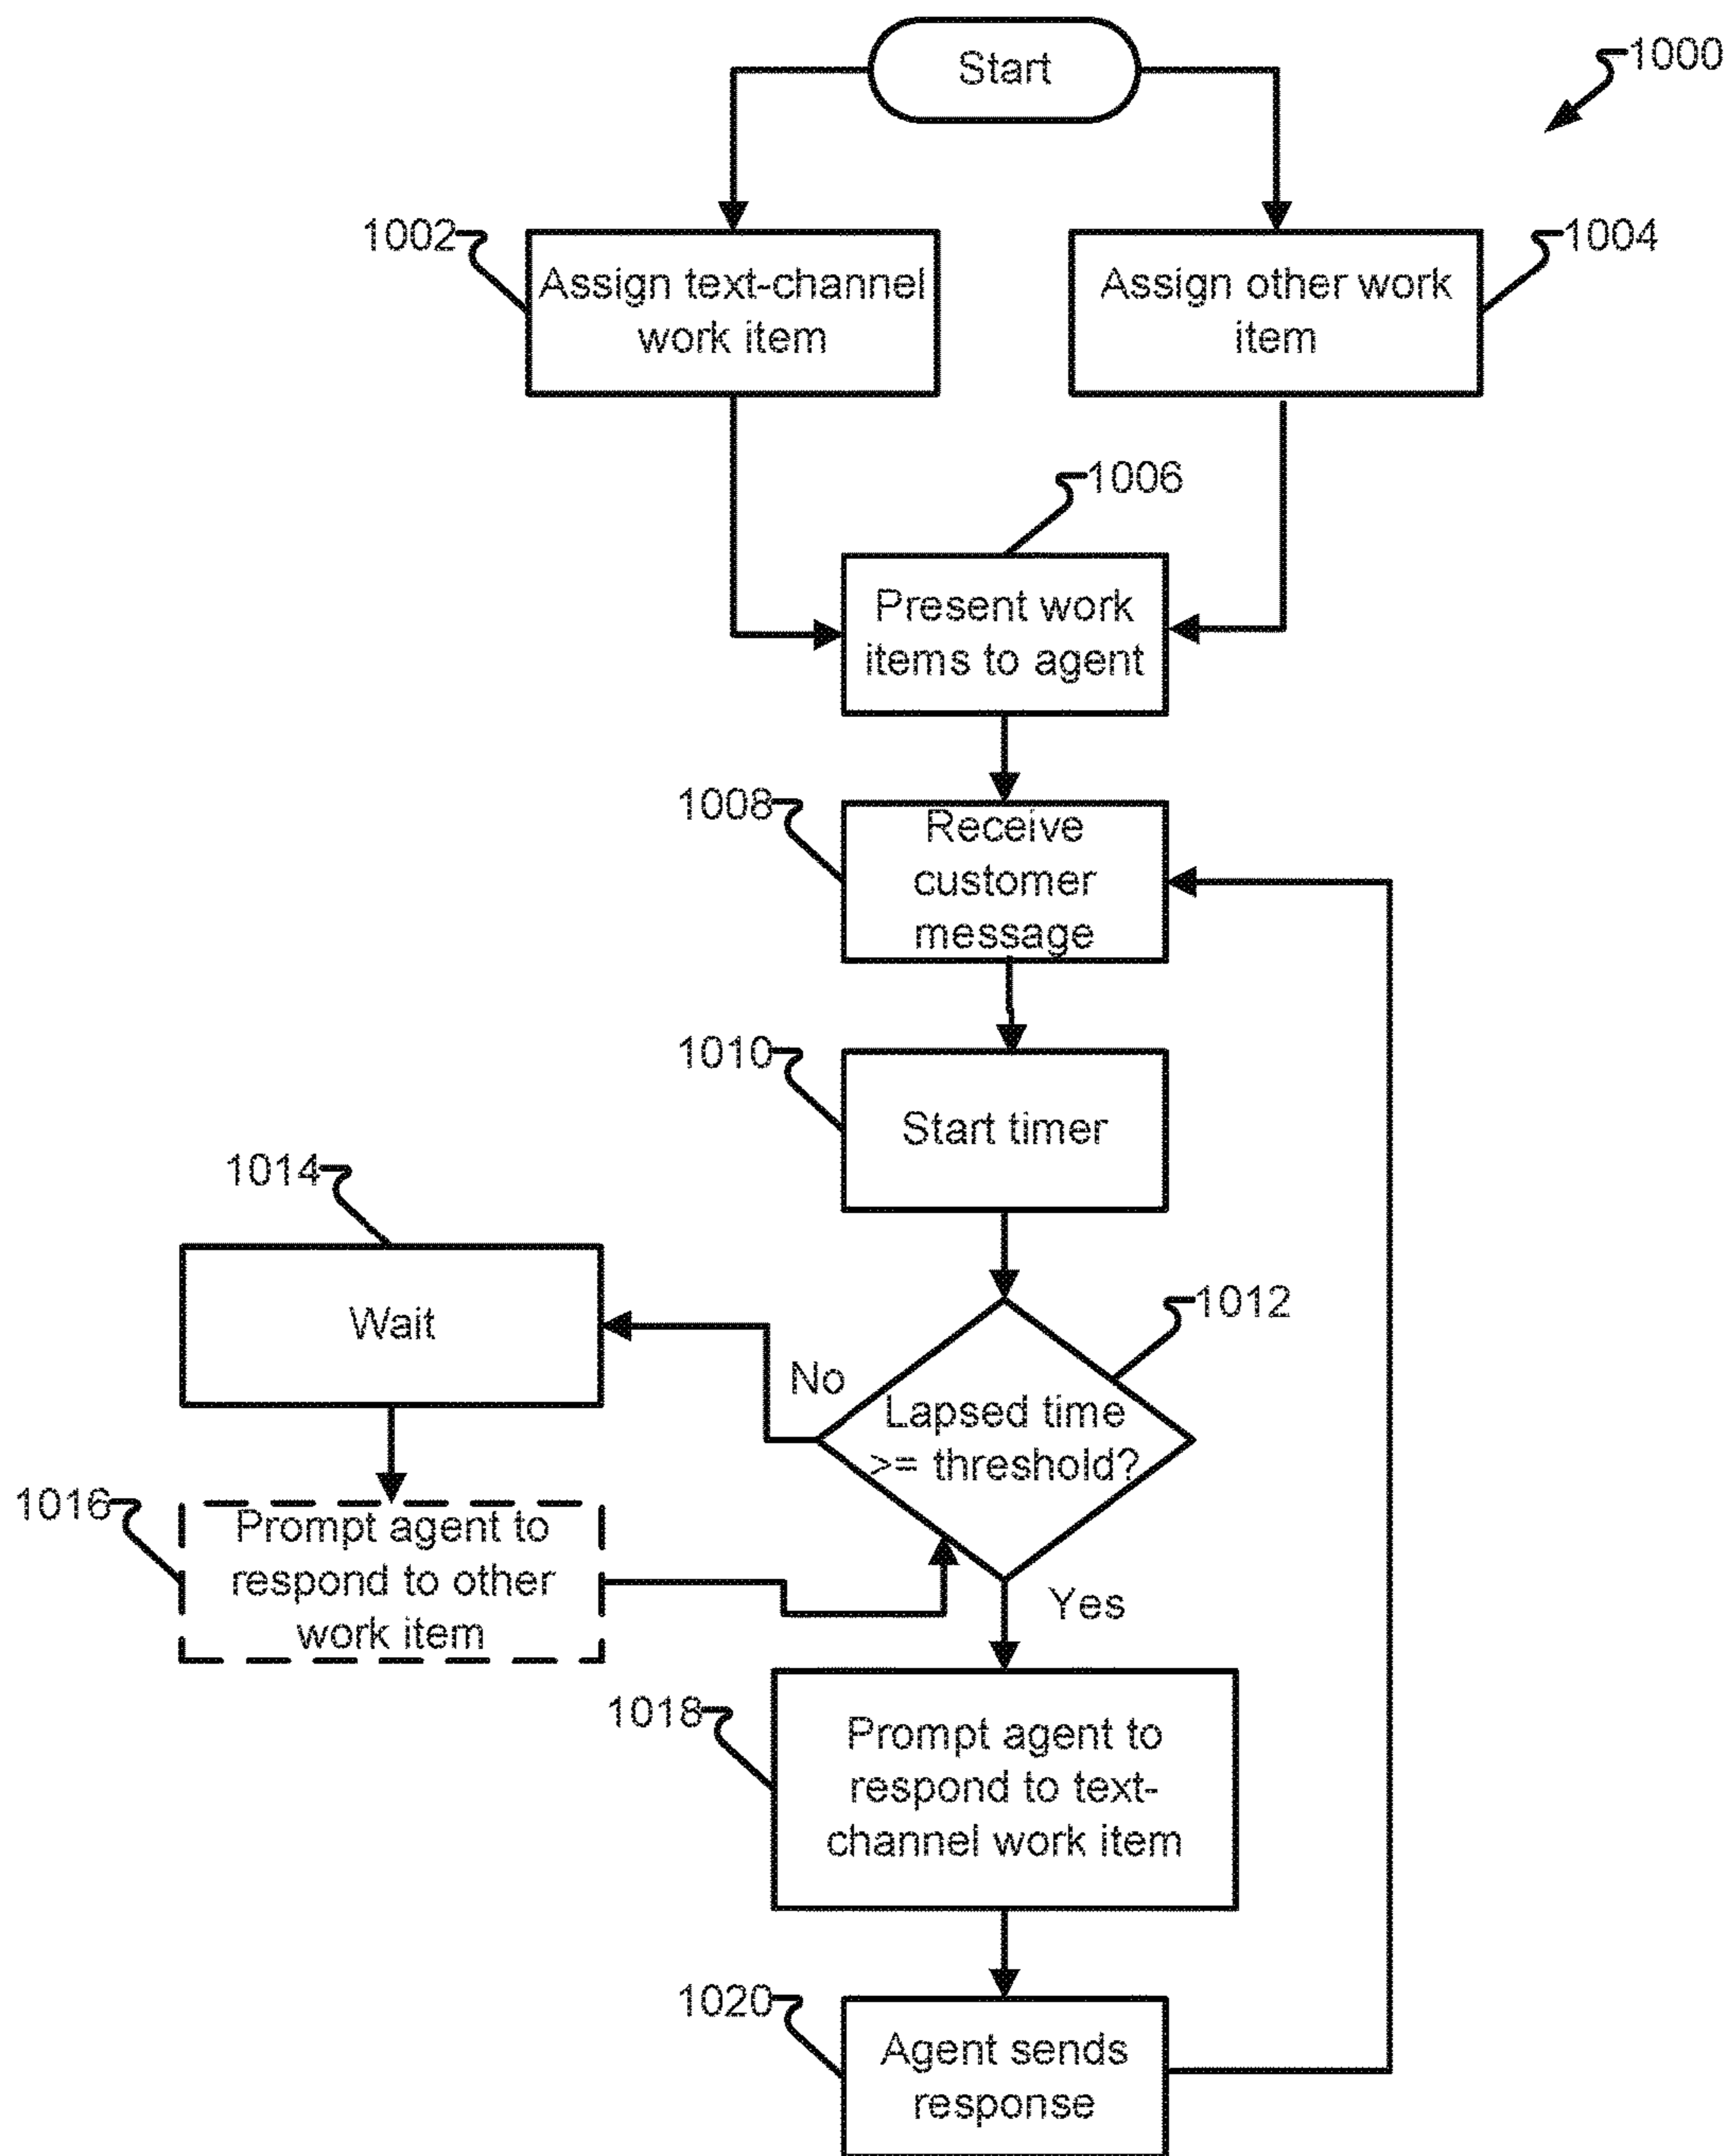 Start
1000
1002
Assign text-channel
work item
Assign other work
item
1004
1006
Present work
items to agent
1008
Receive
customer
message
1010
Start timer
1014
Wait
No
1012
Lapsed time
>= threshold?
1016
Prompt agent to
respond to other
work item
Yes
1018
Prompt agent to
respond to text-
channel work item
1020
Agent sends
response